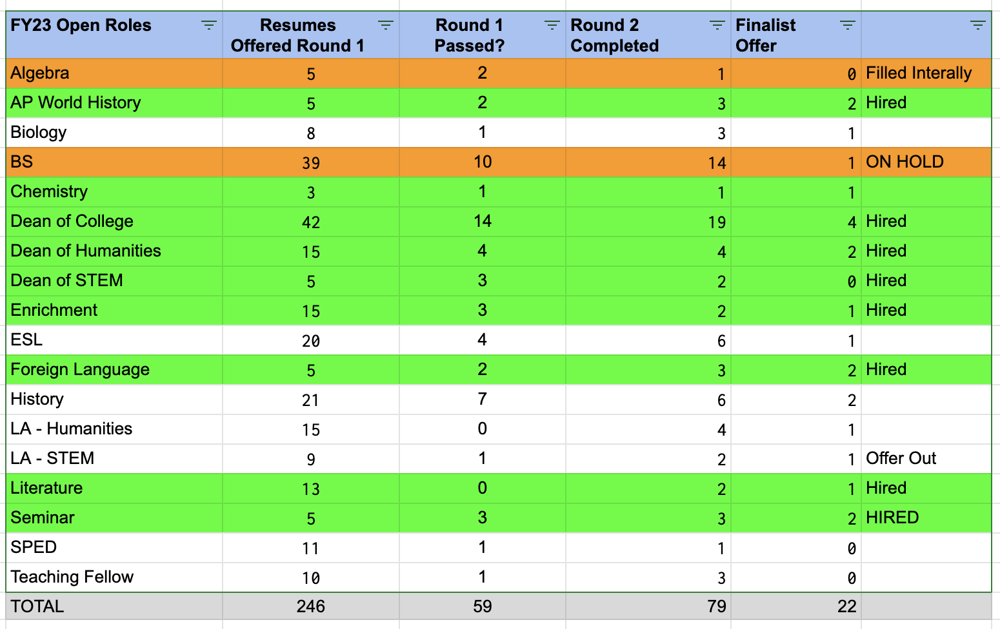 FY23 Open Roles Resumes Offered Round 1 Round 1 Passed? Round 2 Completed Finalist Offer
Algebra 5 2 1 0 Filled Interally
AP World History 5 2 3 2 Hired
Biology 8 1 3 1
BS 39 10 14 1 ON HOLD
Chemistry 3 1 1 1
Dean of College 42 14 19 4 Hired
Dean of Humanities 15 4 4 2 Hired
Dean of STEM 5 3 2 0 Hired
Enrichment 15 3 2 1 Hired
ESL 20 4 6 1
Foreign Language 5 2 3 2 Hired
History 21 7 6 2
LA - Humanities 15 0 4 1
LA - STEM 9 1 2 1 Offer Out
Literature 13 0 2 1 Hired
Seminar 5 3 3 2 HIRED
SPED 11 1 1 0
Teaching Fellow 10 1 3 0
TOTAL 246 59 79 22